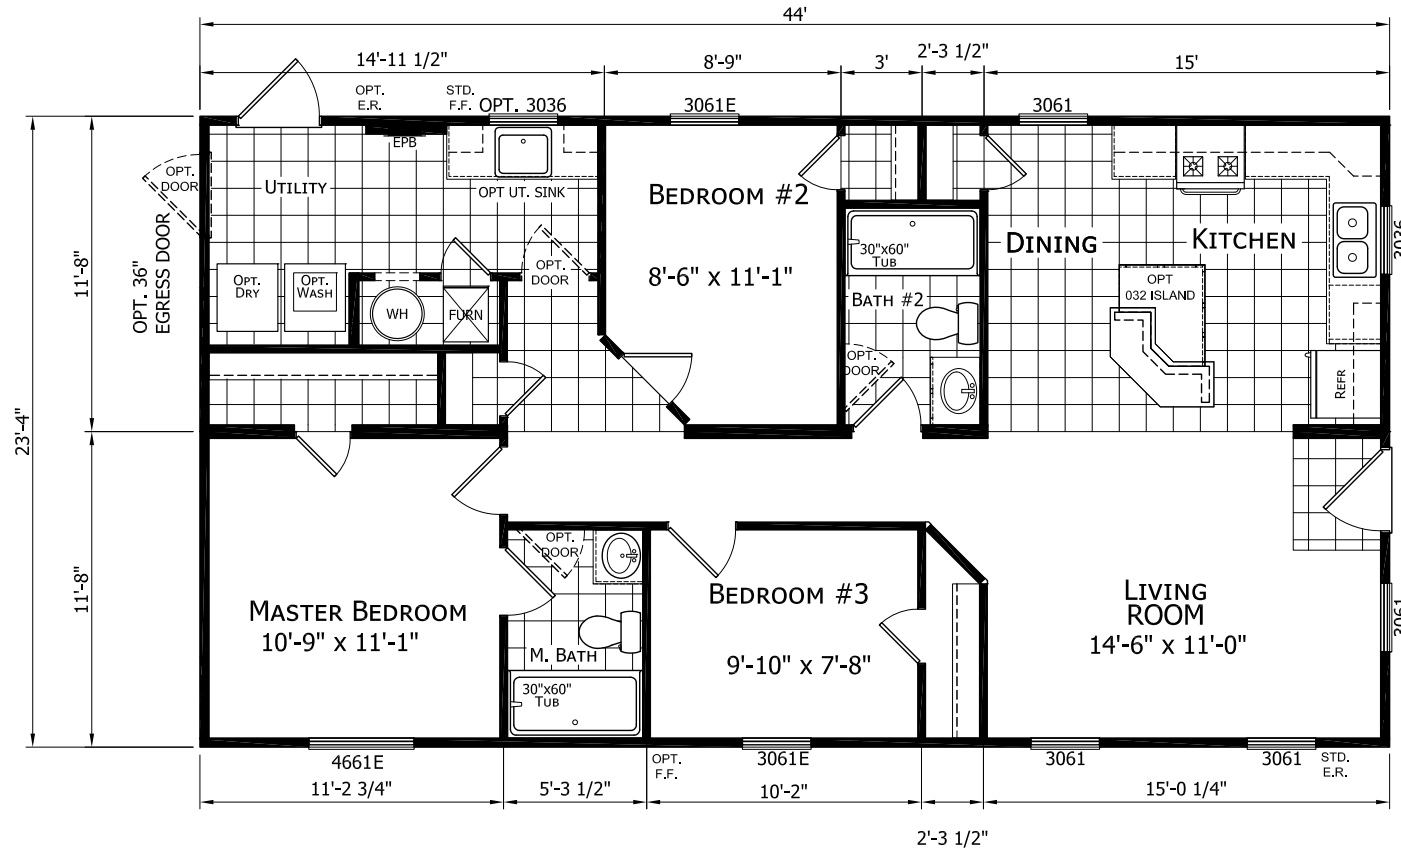 44'
14'-11 1/2"
8'-9"
3'
2'-3 1/2"
15'
OPT.
E.R.
STD.
F.F.
OPT. 3036
3061E
3061
EPB
OPT.
DOOR
UTILITY
OPT UT. SINK
BEDROOM #2
8'-6" x 11'-1"
30"x60"
TUB
DINING
KITCHEN
3036
OPT. 36"
EGRESS DOOR
OPT.
DRY
OPT.
WASH
WH
FURN
OPT.
DOOR
BATH #2
OPT
032 ISLAND
OPT.
DOOR
REFR
11'-8"
23'-4"
11'-8"
MASTER BEDROOM
10'-9" x 11'-1"
OPT.
DOOR
M. BATH
30"x60"
TUB
BEDROOM #3
9'-10" x 7'-8"
LIVING
ROOM
14'-6" x 11'-0"
3061
4661E
OPT.
F.F.
3061E
3061
3061
STD.
E.R.
11'-2 3/4"
5'-3 1/2"
10'-2"
15'-0 1/4"
2'-3 1/2"